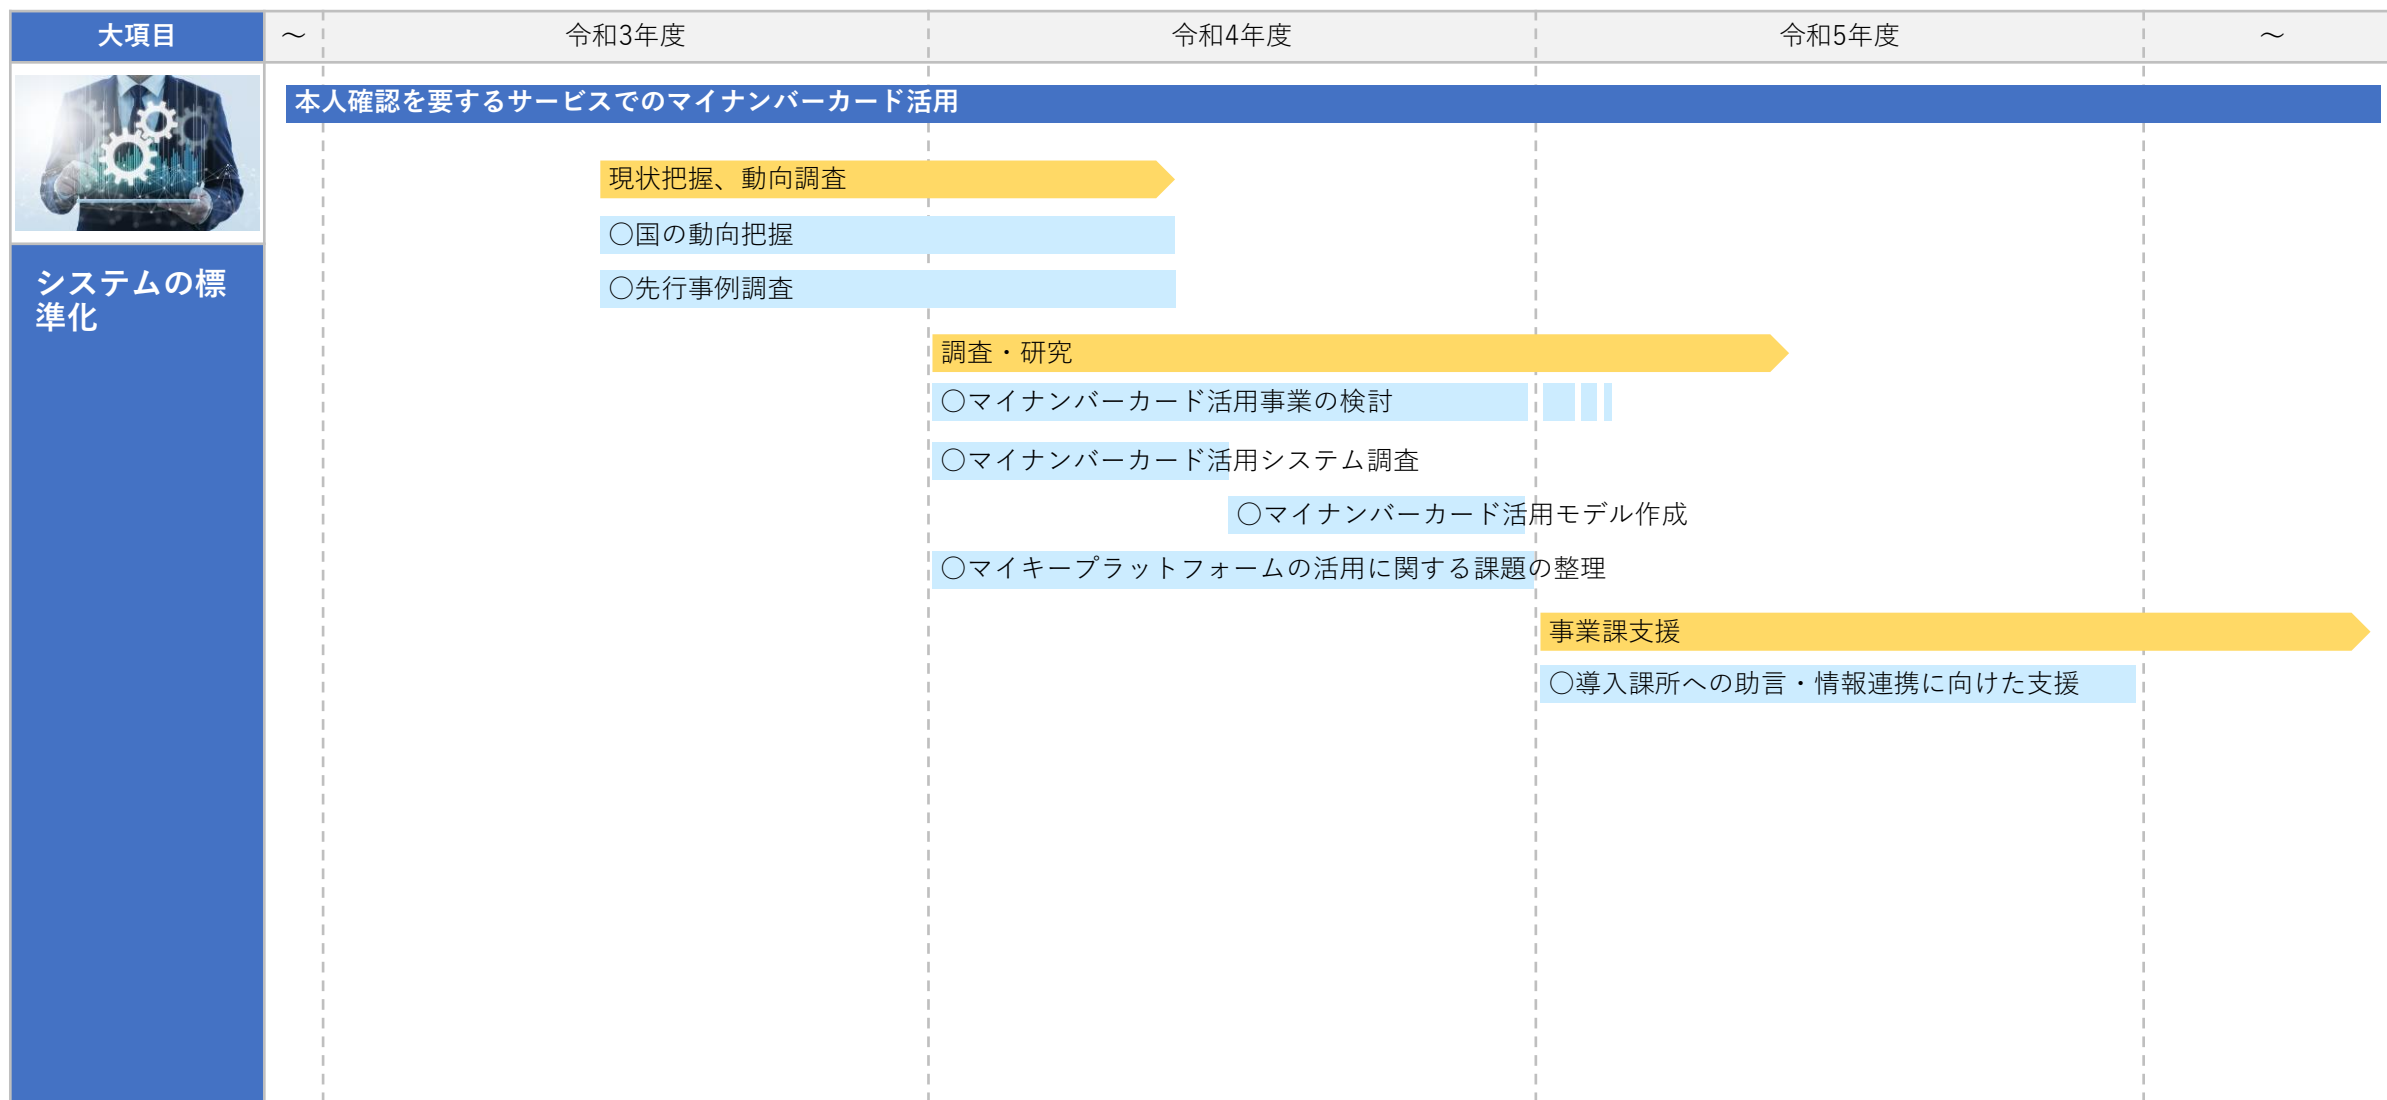 大項目
～
令和3年度
令和4年度
令和5年度
～
本人確認を要するサービスでのマイナンバーカード活用
システムの標
準化
現状把握、動向調査
○国の動向把握
○先行事例調査
調査・研究
○マイナンバーカード活用事業の検討
○マイナンバーカード活用システム調査
○マイナンバーカード活用モデル作成
○マイキープラットフォームの活用に関する課題の整理
事業課支援
○導入課所への助言・情報連携に向けた支援